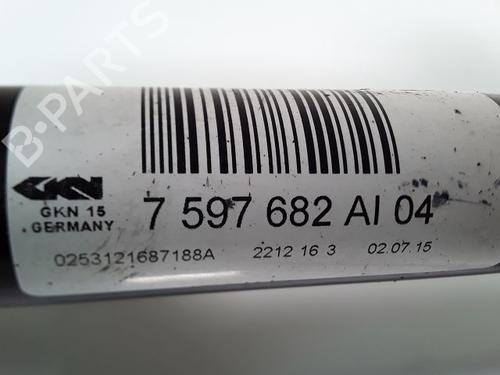 B-PARTS
GKN
GKN 15
GERMANY
7 597 682 AI 04
0253121687188A 2212 16 3 02.07.15